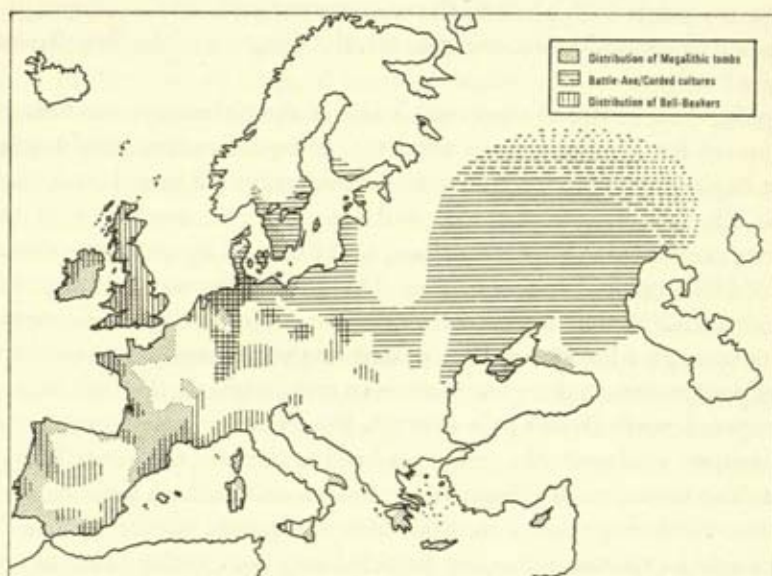 Distribution of Megalithic tombs
Battle-Axe/Corded cultures
Distribution of Bell-Beakers